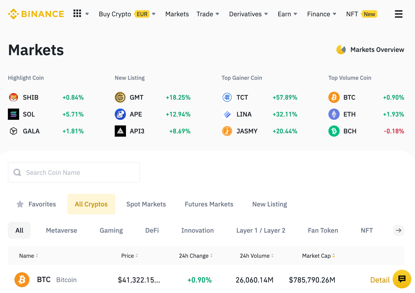 BINANCE Buy Crypto EUR Markets Trade Derivatives Earn Finance NFT New
Markets
Markets Overview
Highlight Coin New Listing Top Gainer Coin Top Volume Coin
SHIB +0.84% GMT +18.25% TCT +57.89% BTC +0.90%
SOL +5.71% APE +12.94% LINA +32.11% ETH +1.93%
GALA +1.81% API3 +8.69% JASMY +20.44% BCH -0.18%
Search Coin Name
Favorites All Cryptos Spot Markets Futures Markets New Listing
All Metaverse Gaming DeFi Innovation Layer 1 / Layer 2 Fan Token NFT
Name Price 24h Change 24h Volume Market Cap
BTC Bitcoin $41,322.15... +0.90% 26,060.14M $785,790.26M Detail